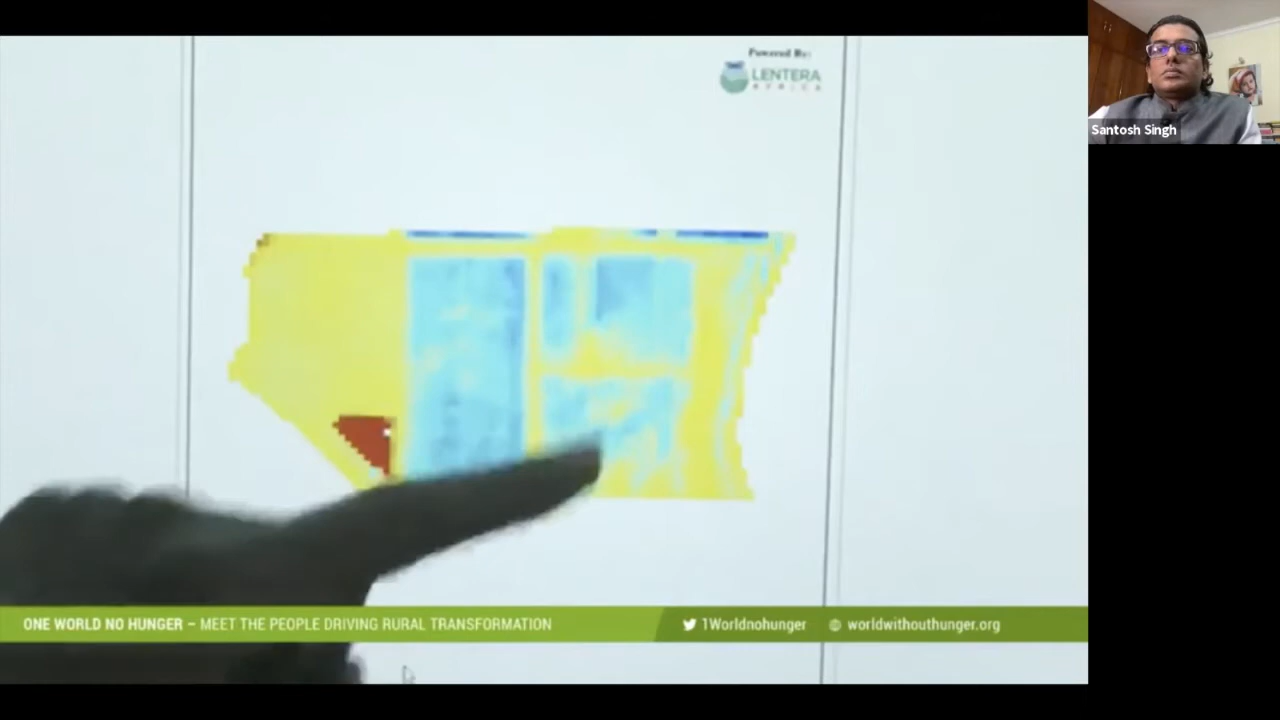 Powered By:
LENTERA
AFRICA
Santosh Singh
ONE WORLD NO HUNGER – MEET THE PEOPLE DRIVING RURAL TRANSFORMATION
1Worldnohunger
worldwithouthunger.org